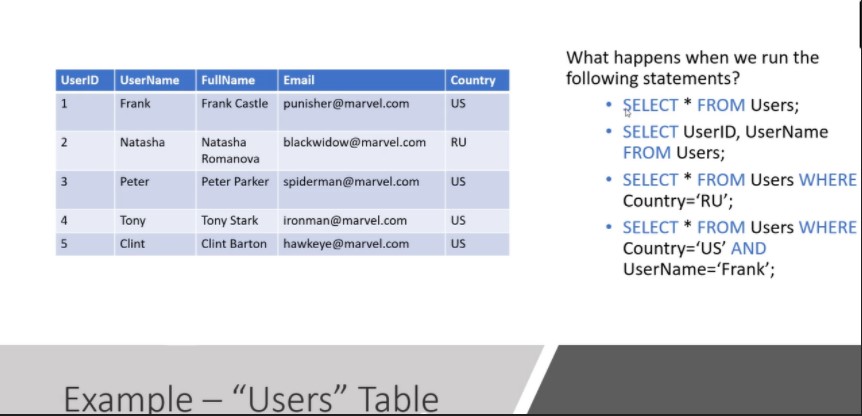 UserID UserName FullName Email Country
1 Frank Frank Castle punisher@marvel.com US
2 Natasha Natasha Romanova blackwidow@marvel.com RU
3 Peter Peter Parker spiderman@marvel.com US
4 Tony Tony Stark ironman@marvel.com US
5 Clint Clint Barton hawkeye@marvel.com US
What happens when we run the
following statements?
• SELECT * FROM Users;
• SELECT UserID, UserName
FROM Users;
• SELECT * FROM Users WHERE
Country=‘RU’;
• SELECT * FROM Users WHERE
Country=‘US’ AND
UserName=‘Frank’;
Example – “Users” Table